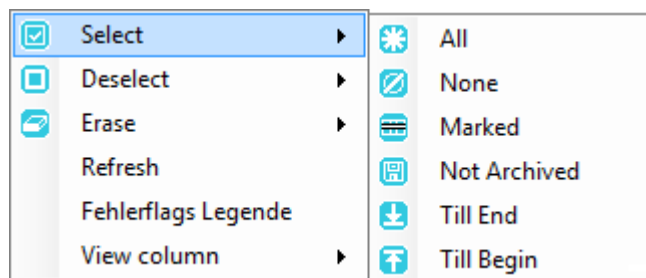 Select
Deselect
Erase
Refresh
Fehlerflags Legende
View column
All
None
Marked
Not Archived
Till End
Till Begin